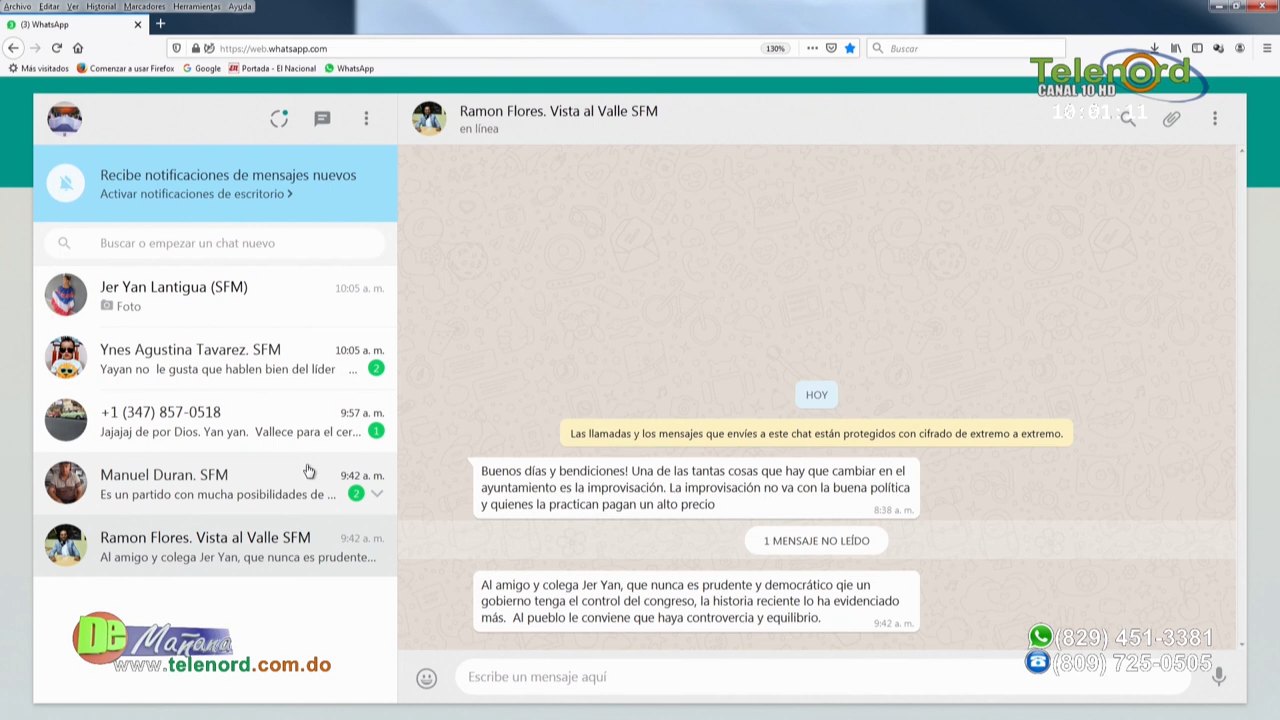 Archivo Editar Ver Historial Marcadores Herramientas Ayuda
(3) WhatsApp
https://web.whatsapp.com
130%
Buscar
Más visitados
Comenzar a usar Firefox
Google
Portada - El Nacional
WhatsApp
Telenord
CANAL 10 HD
10:01:11
Ramon Flores. Vista al Valle SFM
en línea
Recibe notificaciones de mensajes nuevos
Activar notificaciones de escritorio >
Buscar o empezar un chat nuevo
Jer Yan Lantigua (SFM)
10:05 a. m.
Foto
Ynes Agustina Tavarez. SFM
10:05 a. m.
Yayan no le gusta que hablen bien del líder ...
2
+1 (347) 857-0518
9:57 a. m.
Jajajaj de por Dios. Yan yan. Vallece para el cer...
1
Manuel Duran. SFM
9:42 a. m.
Es un partido con mucha posibilidades de ...
2
Ramon Flores. Vista al Valle SFM
9:42 a. m.
Al amigo y colega Jer Yan, que nunca es prudente...
HOY
Las llamadas y los mensajes que envíes a este chat están protegidos con cifrado de extremo a extremo.
Buenos días y bendiciones! Una de las tantas cosas que hay que cambiar en el
ayuntamiento es la improvisación. La improvisación no va con la buena política
y quienes la practican pagan un alto precio
8:38 a. m.
1 MENSAJE NO LEÍDO
Al amigo y colega Jer Yan, que nunca es prudente y democrático qie un
gobierno tenga el control del congreso, la historia reciente lo ha evidenciado
más. Al pueblo le conviene que haya controvercia y equilibrio.
9:42 a. m.
Escribe un mensaje aquí
De Mañana
www.telenord.com.do
(829) 451-3381
(809) 725-0505